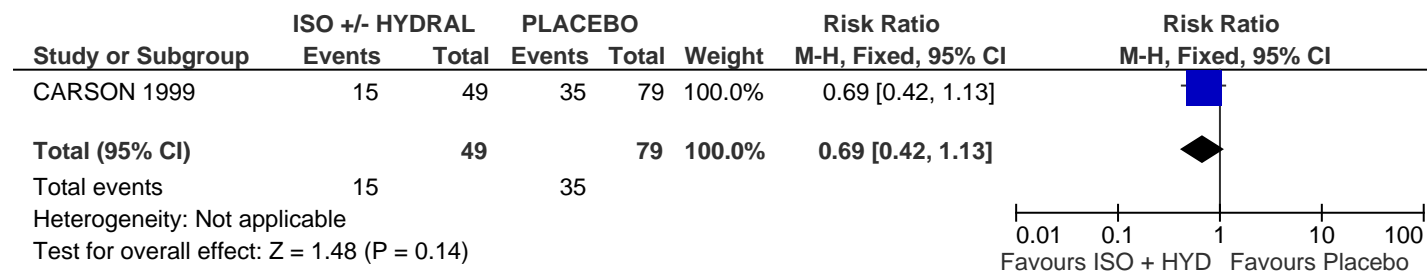 ISO +/- HYDRAL PLACEBO Risk Ratio Risk Ratio
Study or Subgroup Events Total Events Total Weight M-H, Fixed, 95% CI M-H, Fixed, 95% CI
CARSON 1999 15 49 35 79 100.0% 0.69 [0.42, 1.13]
Total (95% CI) 49 79 100.0% 0.69 [0.42, 1.13]
Total events 15 35
Heterogeneity: Not applicable
Test for overall effect: Z = 1.48 (P = 0.14)
0.01 0.1 1 10 100
Favours ISO + HYD Favours Placebo